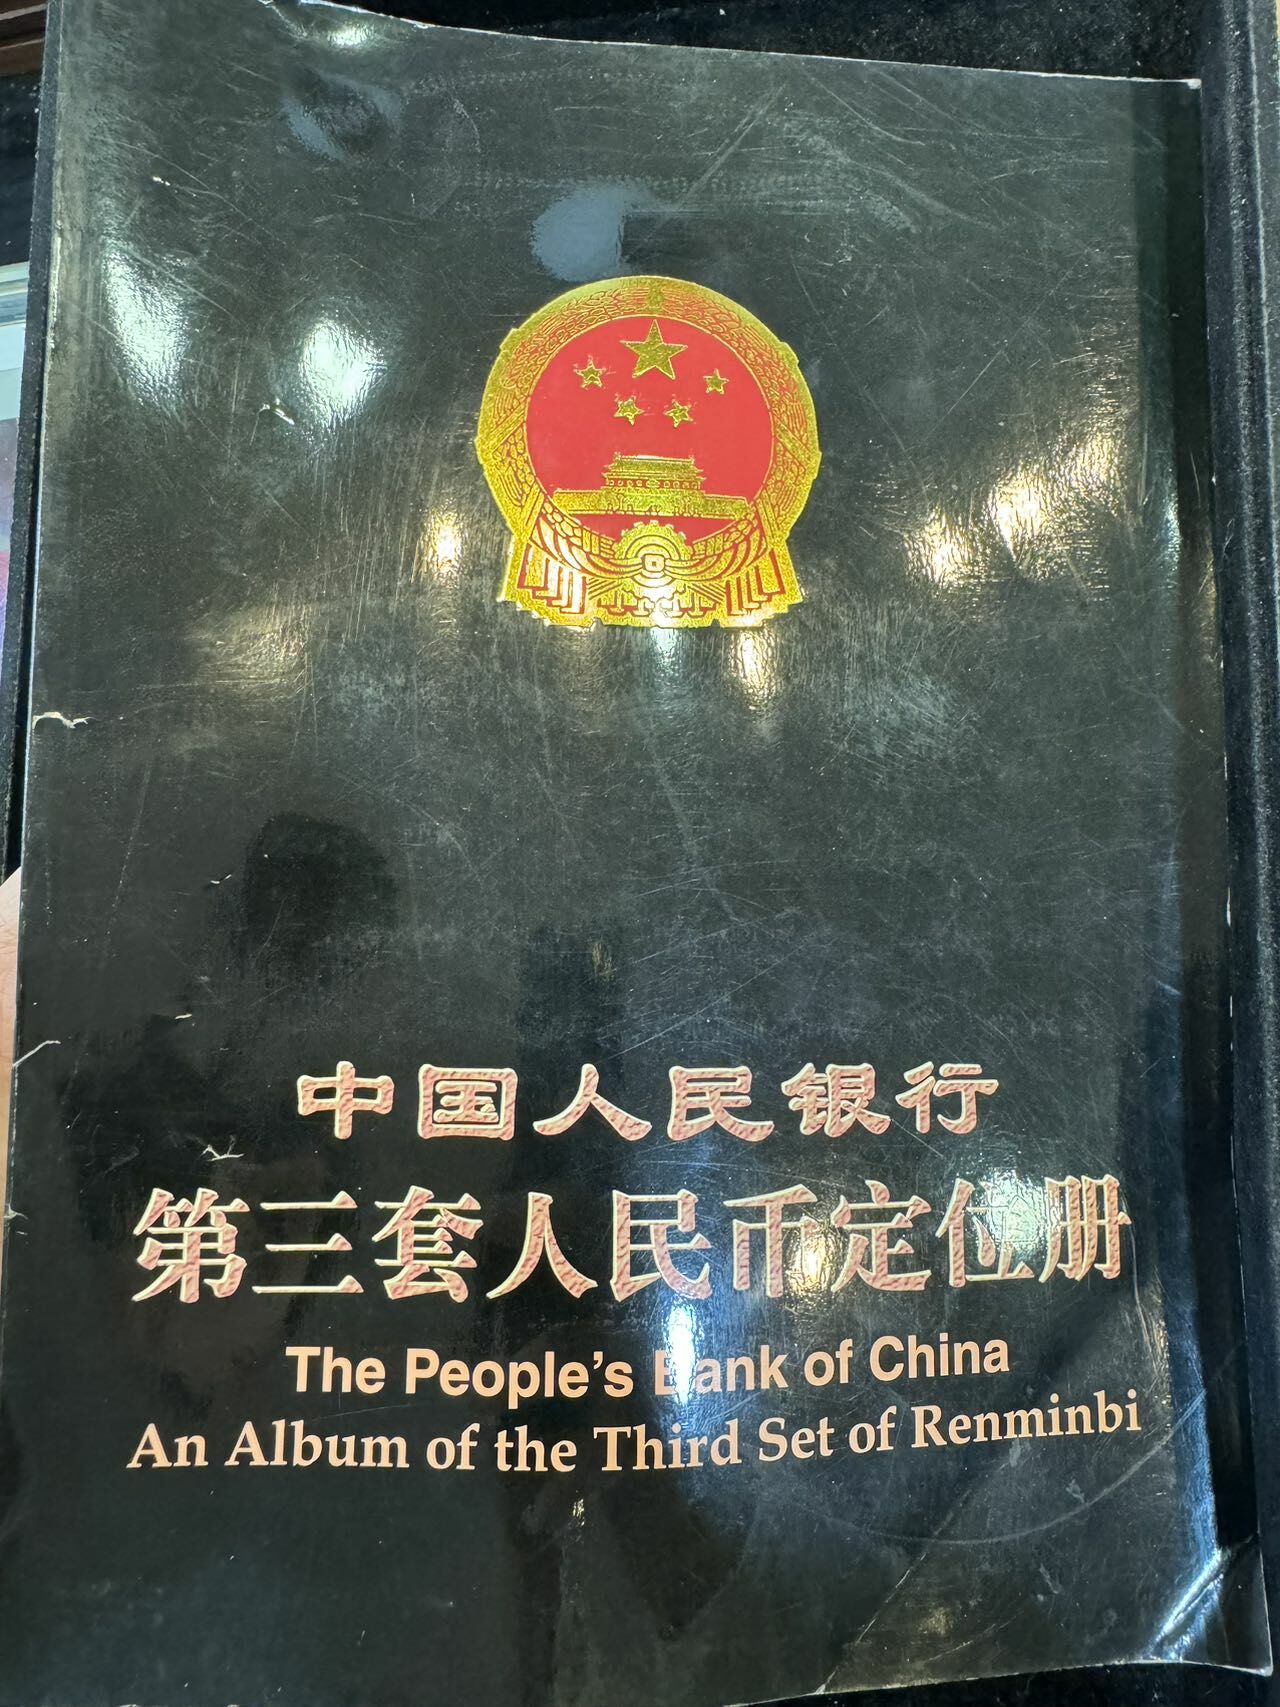 中国人民银行
第三套人民币定位册
The People's Bank of China
An Album of the Third Set of Renminbi